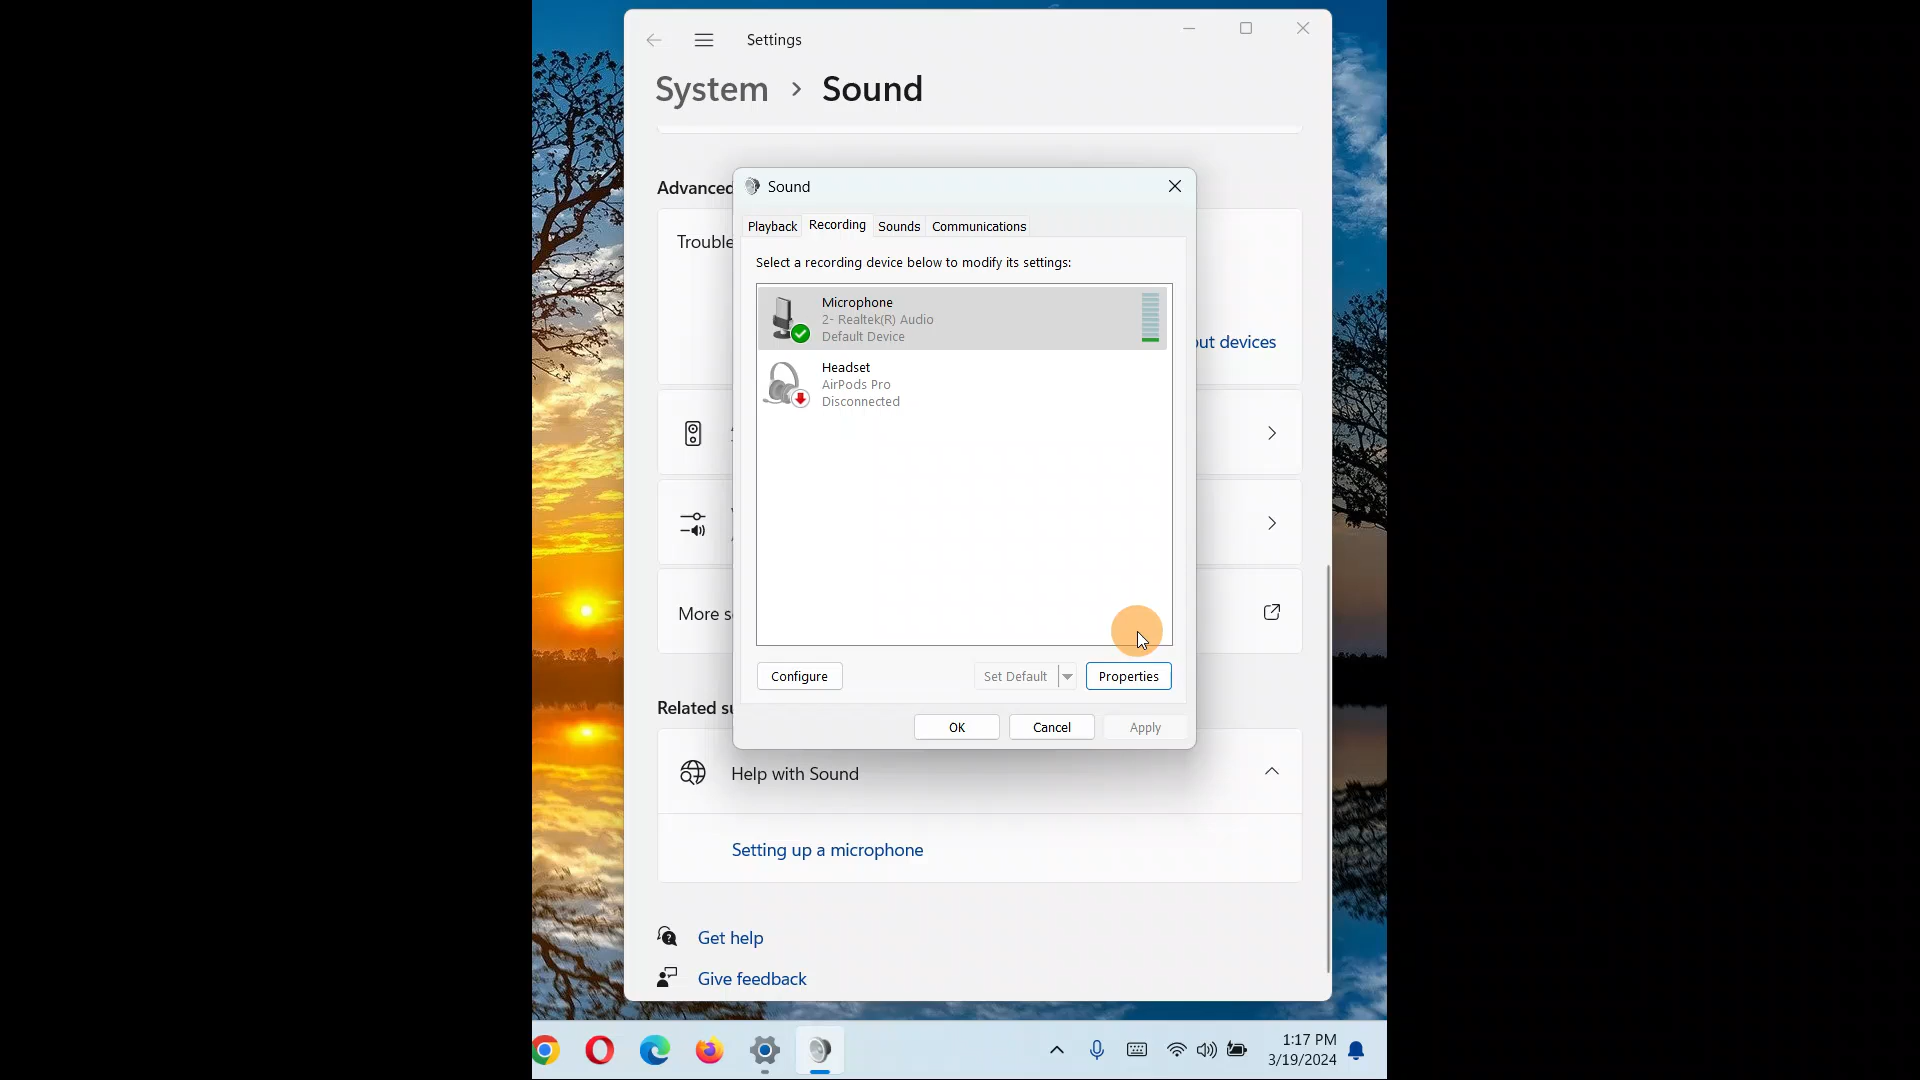 Settings
System > Sound
Advanced
Sound
Playback Recording Sounds Communications
Trouble
Select a recording device below to modify its settings:
Microphone
2- Realtek(R) Audio
Default Device
ut devices
Headset
AirPods Pro
Disconnected
More s
Configure Set Default Properties
Related su
OK Cancel Apply
Help with Sound
Setting up a microphone
Get help
Give feedback
1:17 PM
3/19/2024